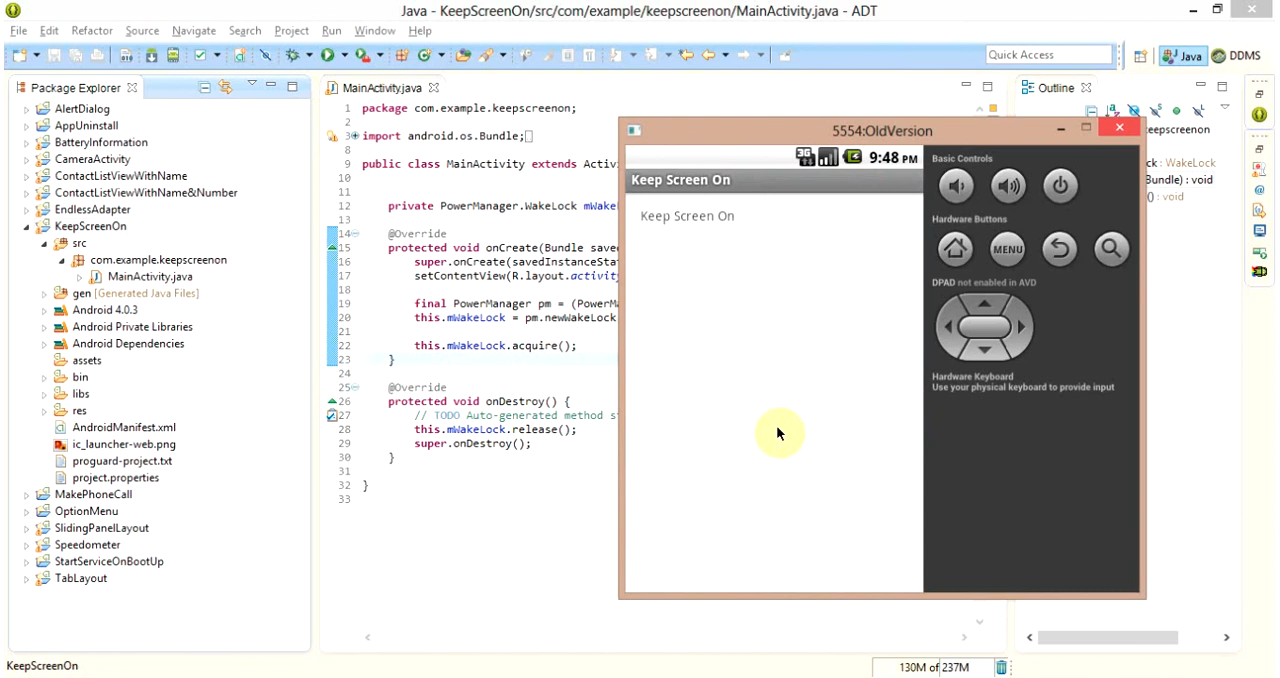 Java - KeepScreenOn/src/com/example/keepscreenon/MainActivity.java - ADT
File Edit Refactor Source Navigate Search Project Run Window Help
Quick Access
Java
DDMS
Package Explorer
AlertDialog
AppUninstall
BatteryInformation
CameraActivity
ContactListViewWithName
ContactListViewWithName&Number
EndlessAdapter
KeepScreenOn
src
com.example.keepscreenon
MainActivity.java
gen [Generated Java Files]
Android 4.0.3
Android Private Libraries
Android Dependencies
assets
bin
libs
res
AndroidManifest.xml
ic_launcher-web.png
proguard-project.txt
project.properties
MakePhoneCall
OptionMenu
SlidingPanelLayout
Speedometer
StartServiceOnBootUp
TabLayout
MainActivity.java
1 package com.example.keepscreenon;
2
3 import android.os.Bundle;
8
9 public class MainActivity extends Activ
10
11
12 private PowerManager.WakeLock mWake
13
14 @Override
15 protected void onCreate(Bundle save
16 super.onCreate(savedInstanceSta
17 setContentView(R.layout.activity
18
19 final PowerManager pm = (PowerMa
20 this.mWakeLock = pm.newWakeLock
21
22 this.mWakeLock.acquire();
23 }
24
25 @Override
26 protected void onDestroy() {
27 // TODO Auto-generated method st
28 this.mWakeLock.release();
29 super.onDestroy();
30 }
31
32 }
33
Outline
eepscreenon
ck : WakeLock
Bundle) : void
() : void
5554:OldVersion
3G
9:48 PM
Keep Screen On
Keep Screen On
Basic Controls
Hardware Buttons
MENU
DPAD not enabled in AVD
Hardware Keyboard
Use your physical keyboard to provide input
KeepScreenOn
130M of 237M